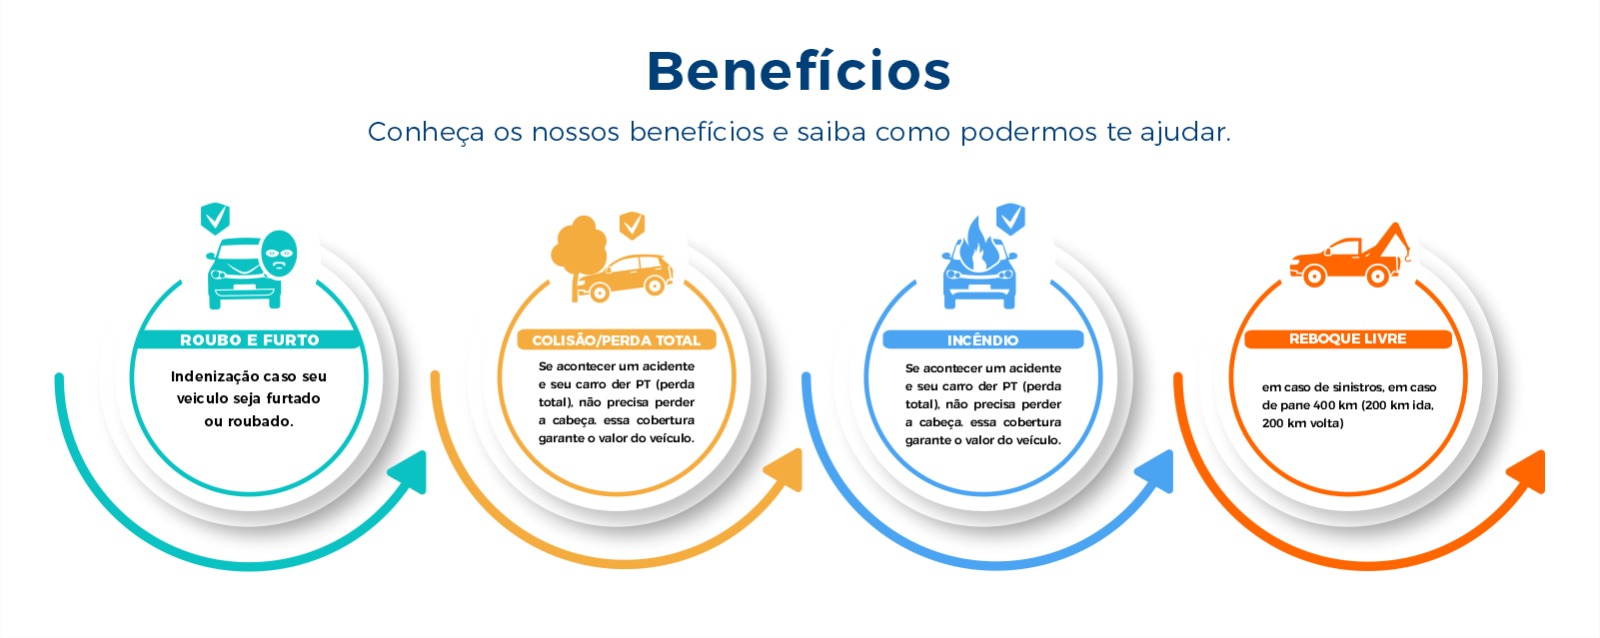 Benefícios
Conheça os nossos benefícios e saiba como podermos te ajudar.
ROUBO E FURTO
Indenização caso seu
veiculo seja furtado
ou roubado.
COLISÃO/PERDA TOTAL
Se acontecer um acidente
e seu carro der PT (perda
total), não precisa perder
a cabeça. essa cobertura
garante o valor do veículo.
INCÊNDIO
Se acontecer um acidente
e seu carro der PT (perda
total), não precisa perder
a cabeça. essa cobertura
garante o valor do veículo.
REBOQUE LIVRE
em caso de sinistros, em caso
de pane 400 km (200 km ida,
200 km volta)